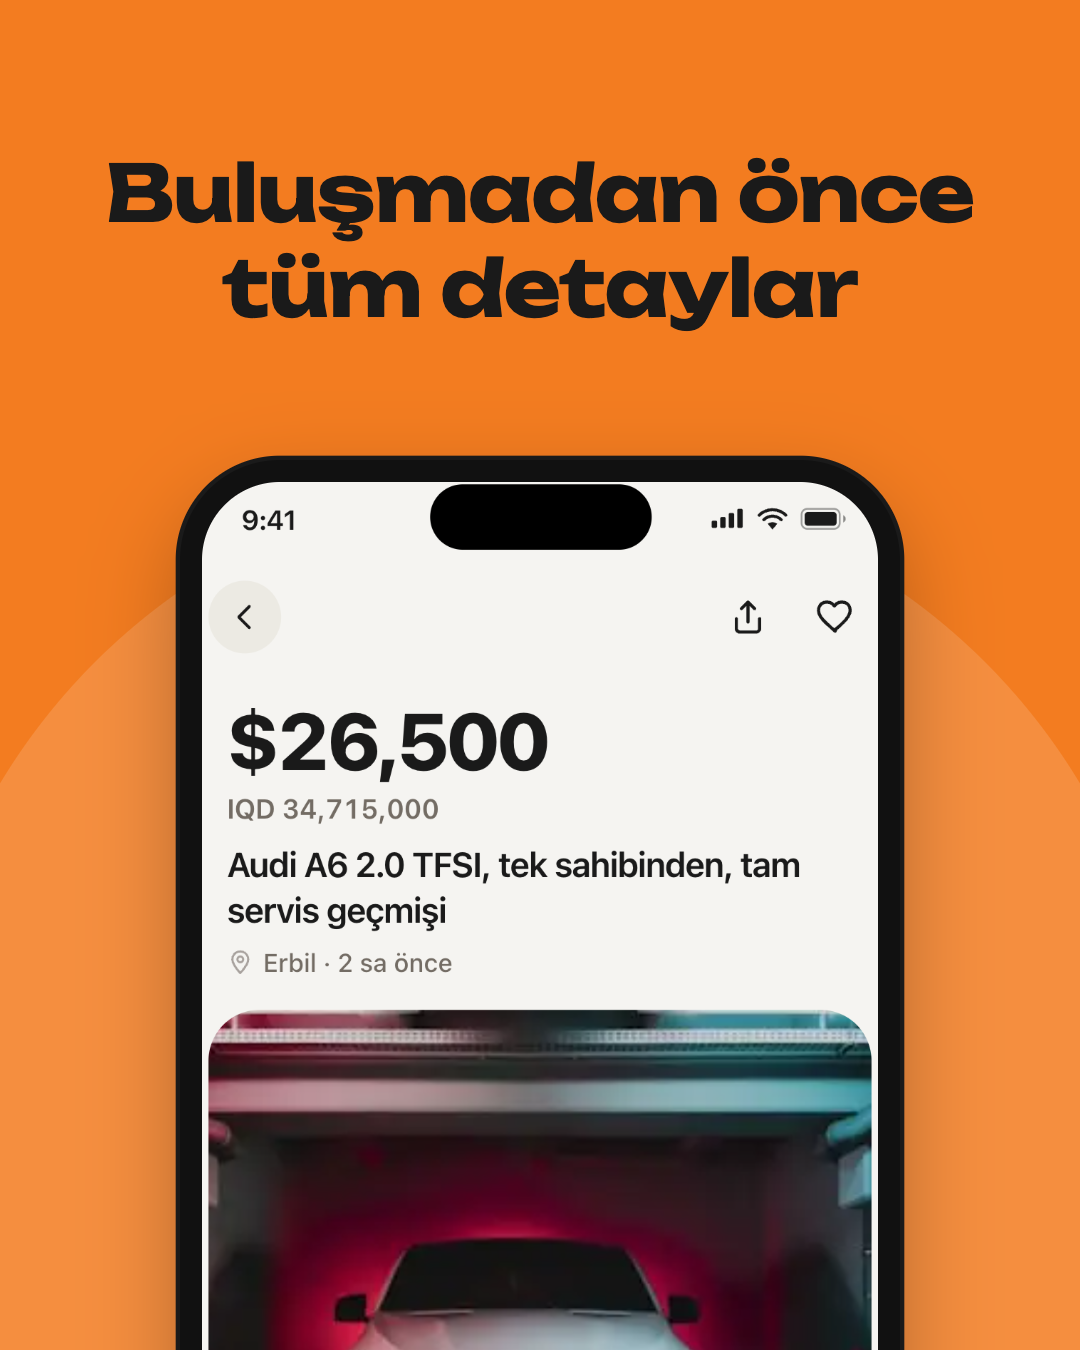 Buluşmadan önce
tüm detaylar
9:41
$26,500
IQD 34,715,000
Audi A6 2.0 TFSI, tek sahibinden, tam
servis geçmişi
Erbil · 2 sa önce